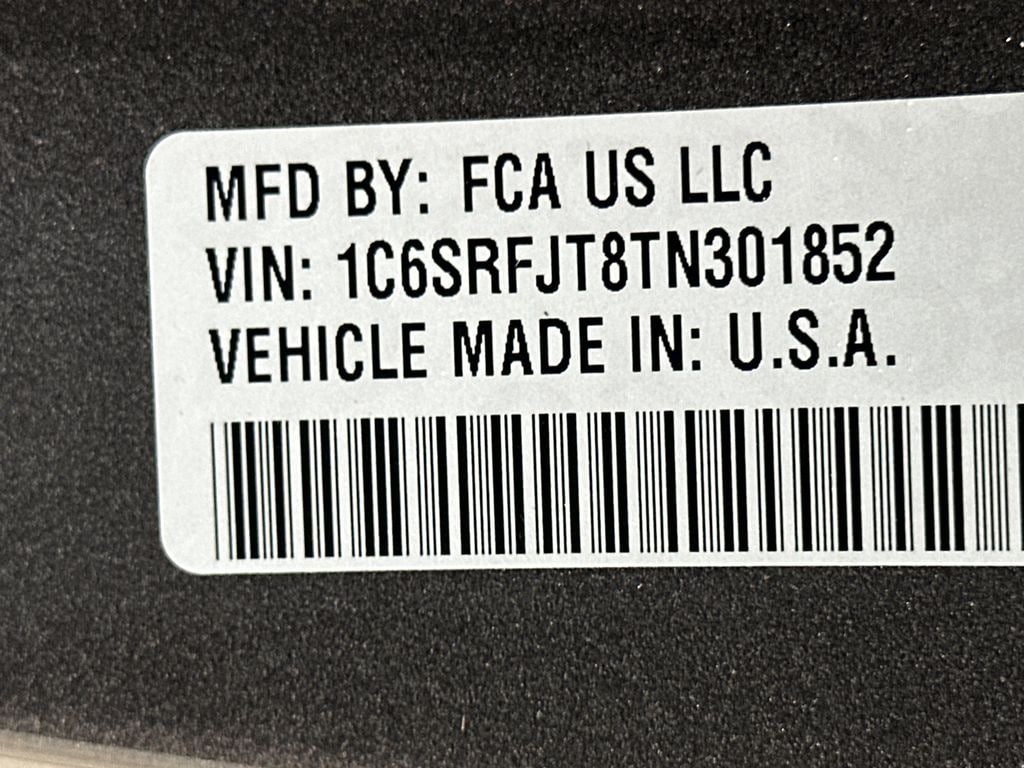 MFD BY: FCA US LLC
VIN: 1C6SRFJT8TN301852
VEHICLE MADE IN: U.S.A.